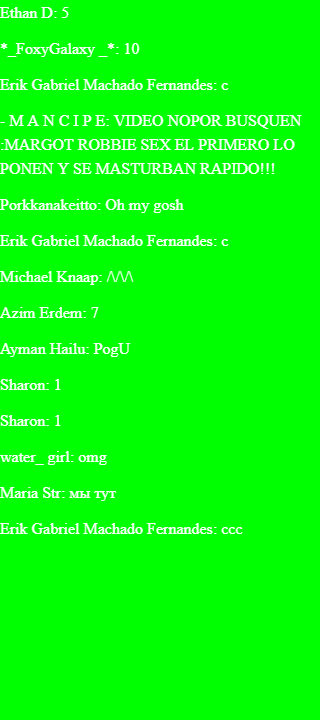 Ethan D: 5
*_FoxyGalaxy _*: 10
Erik Gabriel Machado Fernandes: c
- M A N C I P E: VIDEO NOPOR BUSQUEN
:MARGOT ROBBIE SEX EL PRIMERO LO
PONEN Y SE MASTURBAN RAPIDO!!!
Porkkanakeitto: Oh my gosh
Erik Gabriel Machado Fernandes: c
Michael Knaap: /\/\/\
Azim Erdem: 7
Ayman Hailu: PogU
Sharon: 1
Sharon: 1
water_ girl: omg
Maria Str: мы тут
Erik Gabriel Machado Fernandes: ccc